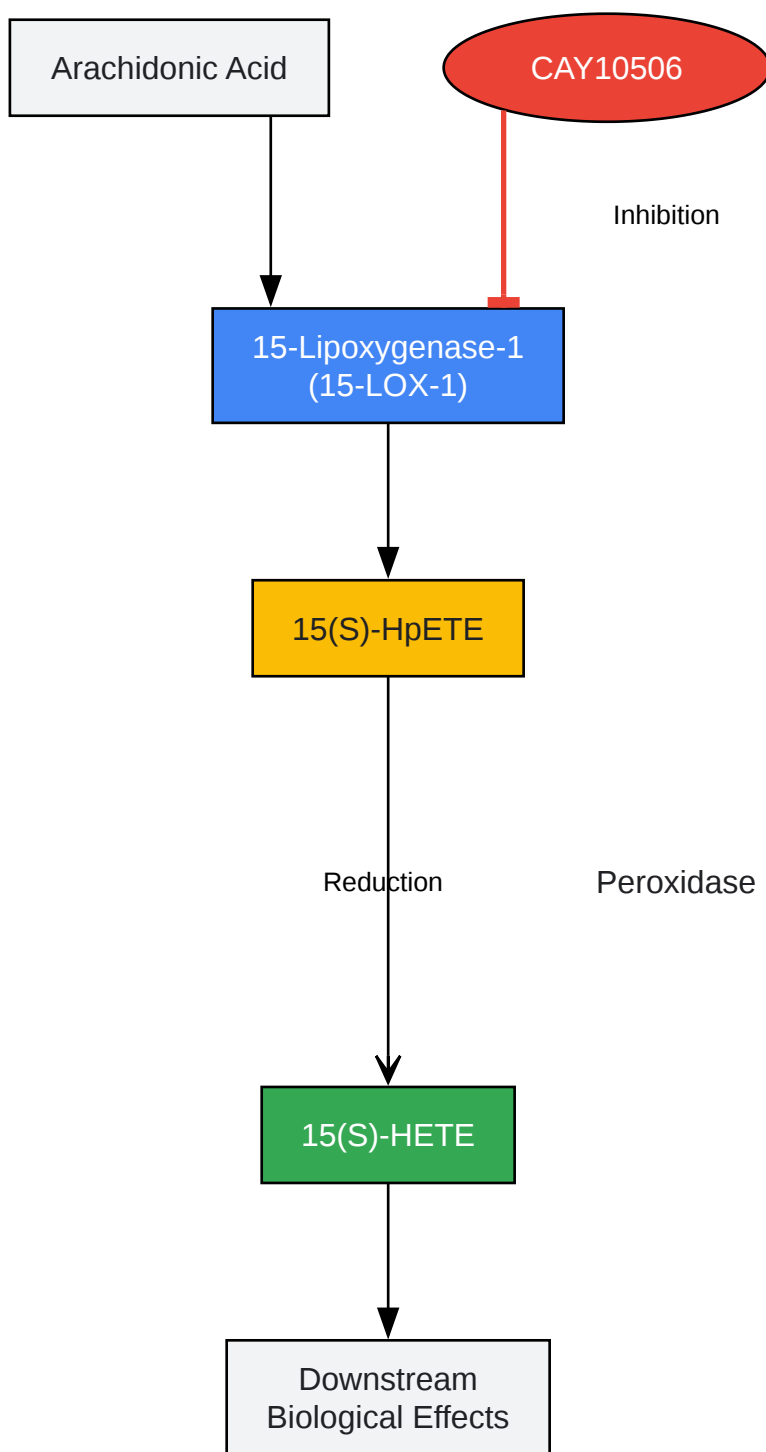 Arachidonic Acid
CAY10506
Inhibition
15-Lipoxygenase-1
(15-LOX-1)
15(S)-HpETE
Reduction
Peroxidase
15(S)-HETE
Downstream
Biological Effects